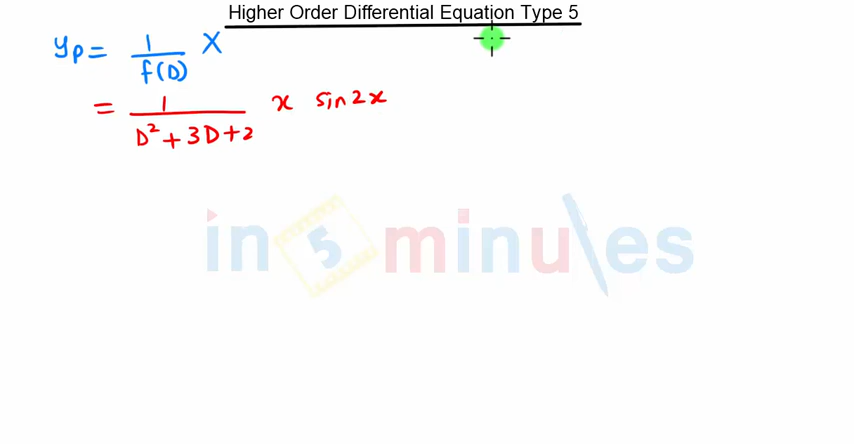 Higher Order Differential Equation Type 5
yp = 1/f(D) X
= 1/(D² + 3D + 2) x sin2x
in 5 minutes